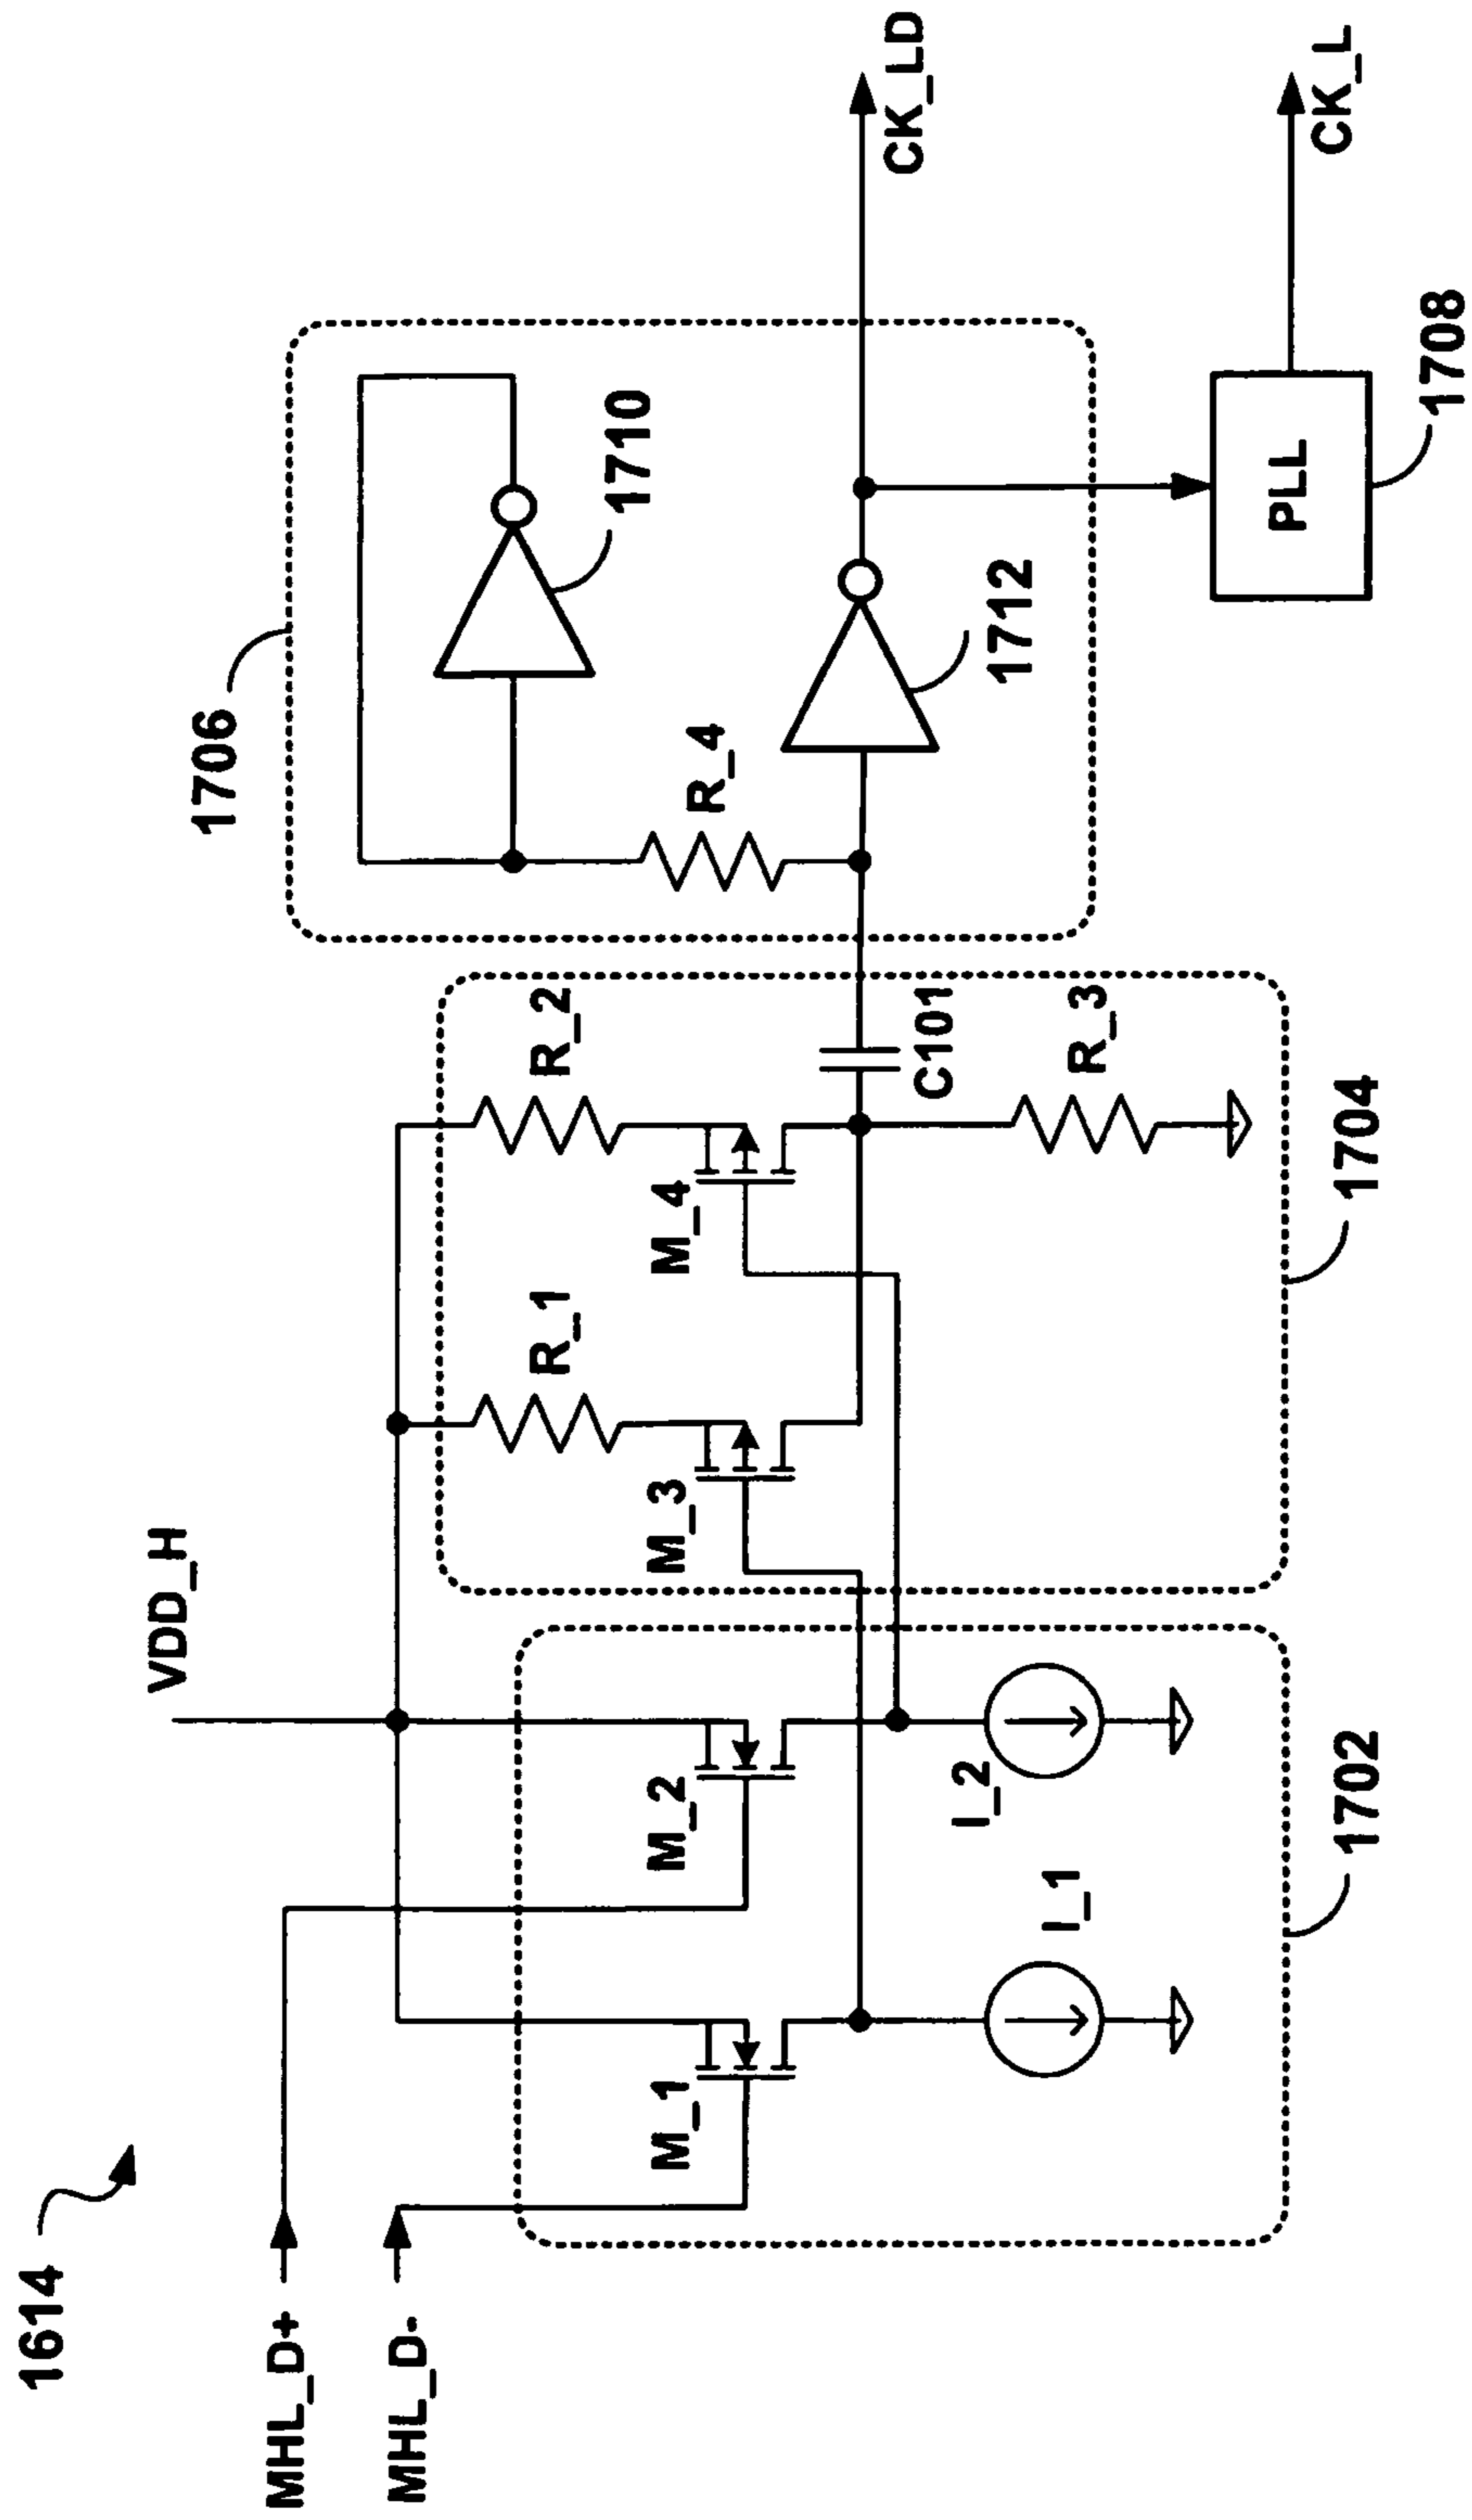 1614
MHL_D+
MHL_D-
VDD_H
M_1
M_2
I_1
I_2
1702
M_3
R_1
M_4
R_2
C101
R_3
1704
1706
R_4
1710
1712
PLL
1708
CK_LD
CK_L